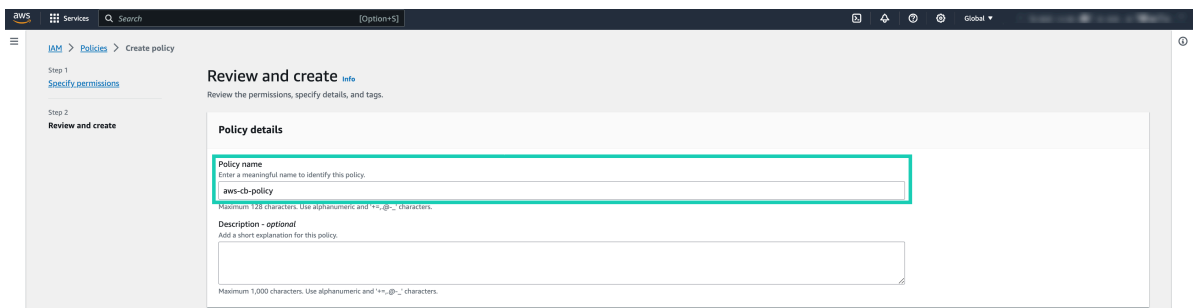 aws Services Search [Option+S] Global ▼
IAM > Policies > Create policy
Step 1
Specify permissions
Step 2
Review and create
Review and create Info
Review the permissions, specify details, and tags.
Policy details
Policy name
Enter a meaningful name to identify this policy.
aws-cb-policy
Maximum 128 characters. Use alphanumeric and '+=,.@-_' characters.
Description - optional
Add a short explanation for this policy.
Maximum 1,000 characters. Use alphanumeric and '+=,.@-_' characters.